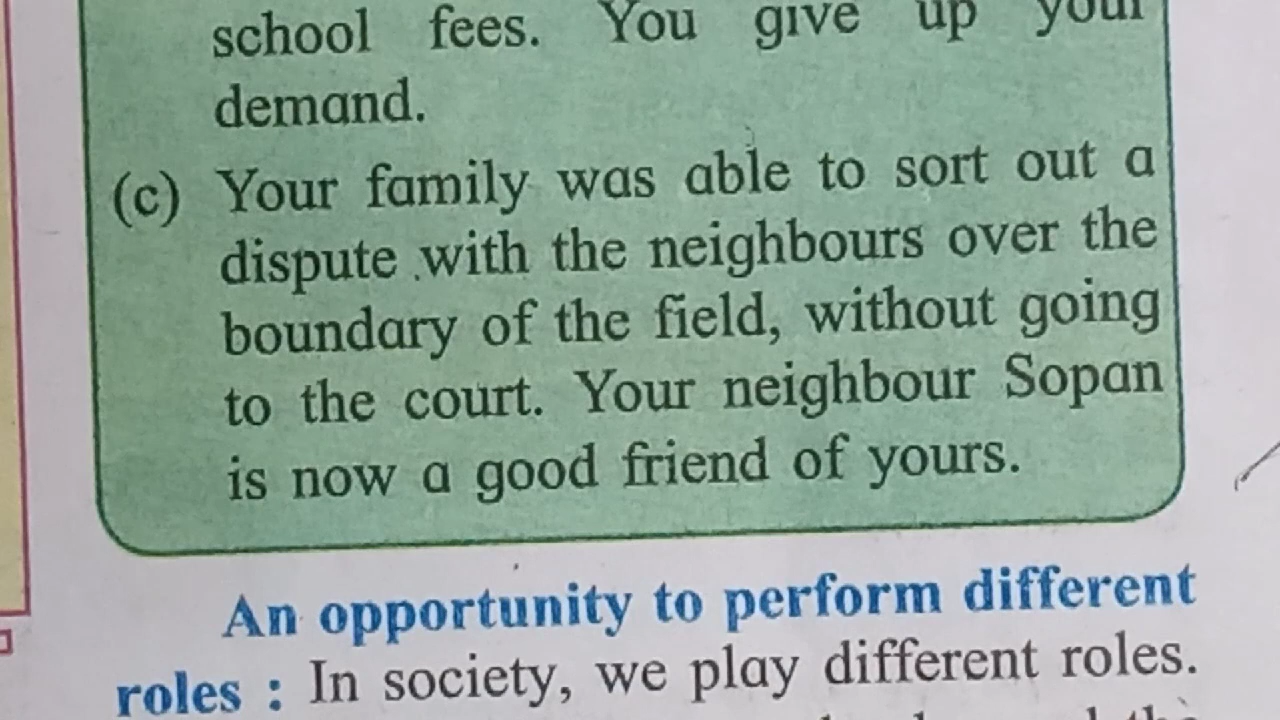 school fees. You give up your
demand.
(c) Your family was able to sort out a
dispute with the neighbours over the
boundary of the field, without going
to the court. Your neighbour Sopan
is now a good friend of yours.
An opportunity to perform different
roles : In society, we play different roles.